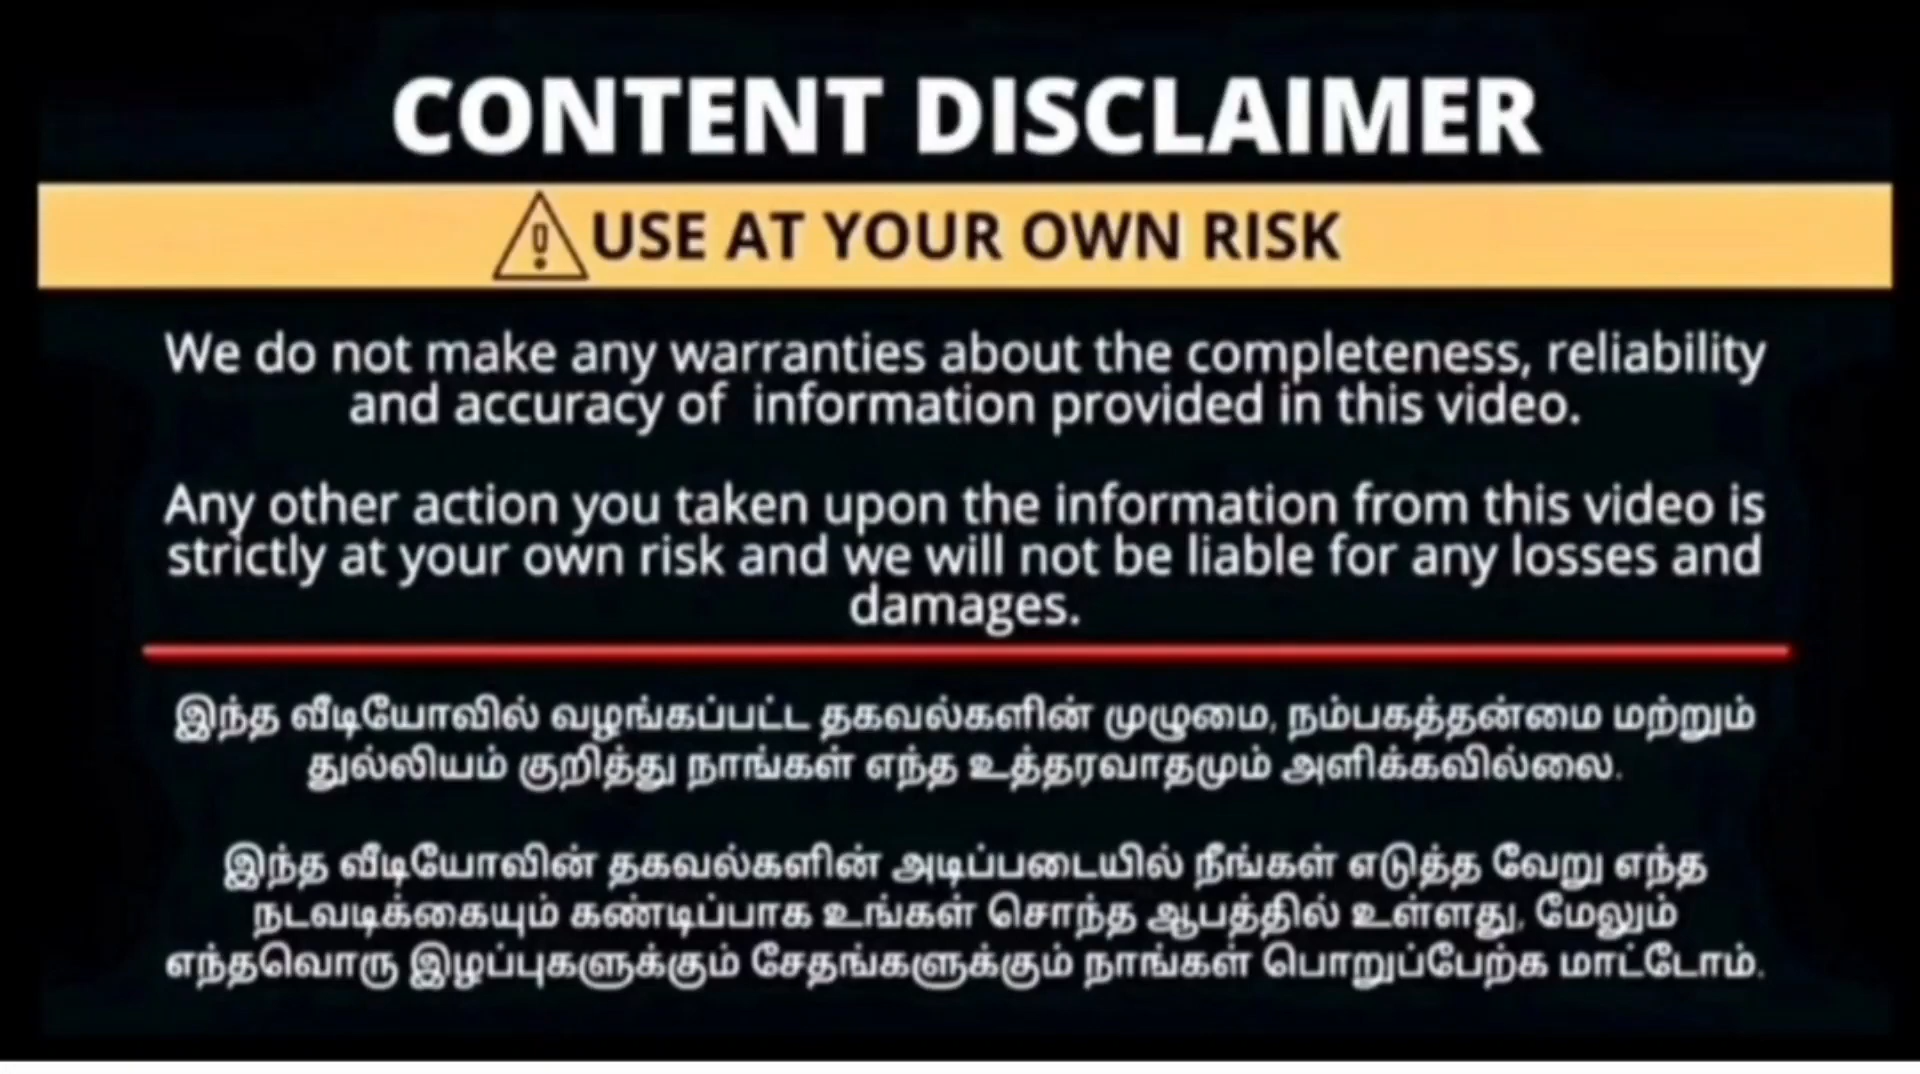 CONTENT DISCLAIMER
USE AT YOUR OWN RISK
We do not make any warranties about the completeness, reliability
and accuracy of information provided in this video.
Any other action you taken upon the information from this video is
strictly at your own risk and we will not be liable for any losses and
damages.
இந்த வீடியோவில் வழங்கப்பட்ட தகவல்களின் முழுமை, நம்பகத்தன்மை மற்றும்
துல்லியம் குறித்து நாங்கள் எந்த உத்தரவாதமும் அளிக்கவில்லை.
இந்த வீடியோவின் தகவல்களின் அடிப்படையில் நீங்கள் எடுத்த வேறு எந்த
நடவடிக்கையும் கண்டிப்பாக உங்கள் சொந்த ஆபத்தில் உள்ளது, மேலும்
எந்தவொரு இழப்புகளுக்கும் சேதங்களுக்கும் நாங்கள் பொறுப்பேற்க மாட்டோம்.